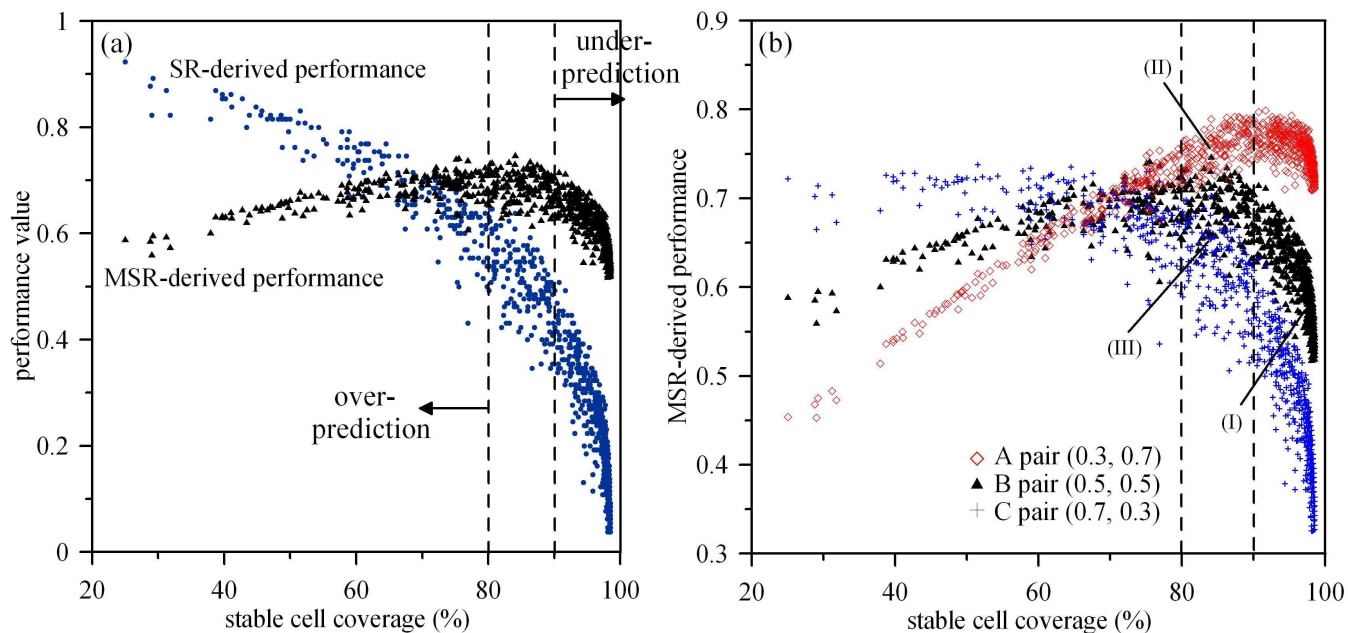 (a)
SR-derived performance
under-
prediction
MSR-derived performance
over-
prediction
performance value
1
0.8
0.6
0.4
0.2
0
20
40
60
80
100
stable cell coverage (%)
(b)
(II)
(III)
(I)
A pair (0.3, 0.7)
B pair (0.5, 0.5)
C pair (0.7, 0.3)
MSR-derived performance
0.9
0.8
0.7
0.6
0.5
0.4
0.3
20
40
60
80
100
stable cell coverage (%)